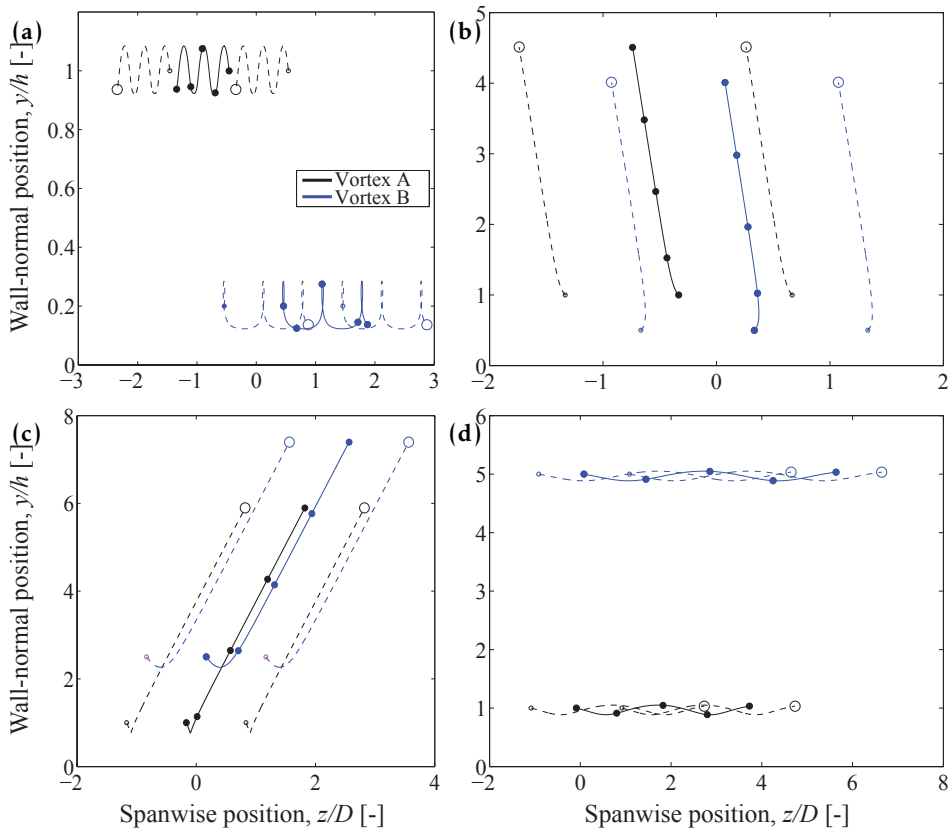 (a)
Wall-normal position, y/h [-]
1
0.8
0.6
0.4
0.2
0
−3 −2 −1 0 1 2 3
Vortex A
Vortex B
(b)
5
4
3
2
1
0
−2 −1 0 1 2
(c)
Wall-normal position, y/h [-]
8
6
4
2
0
−2 0 2 4
Spanwise position, z/D [-]
(d)
6
5
4
3
2
1
0
−2 0 2 4 6 8
Spanwise position, z/D [-]